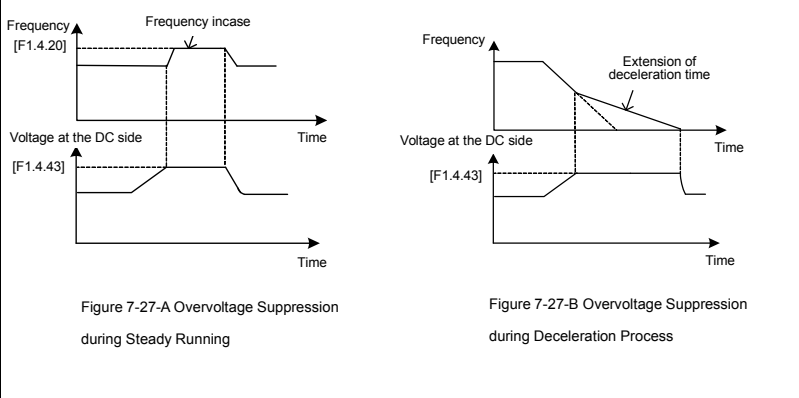 Frequency incase
Frequency
[F1.4.20]
Time
Voltage at the DC side
[F1.4.43]
Time
Figure 7-27-A Overvoltage Suppression
during Steady Running
Frequency
Extension of
deceleration time
Time
Voltage at the DC side
[F1.4.43]
Time
Figure 7-27-B Overvoltage Suppression
during Deceleration Process